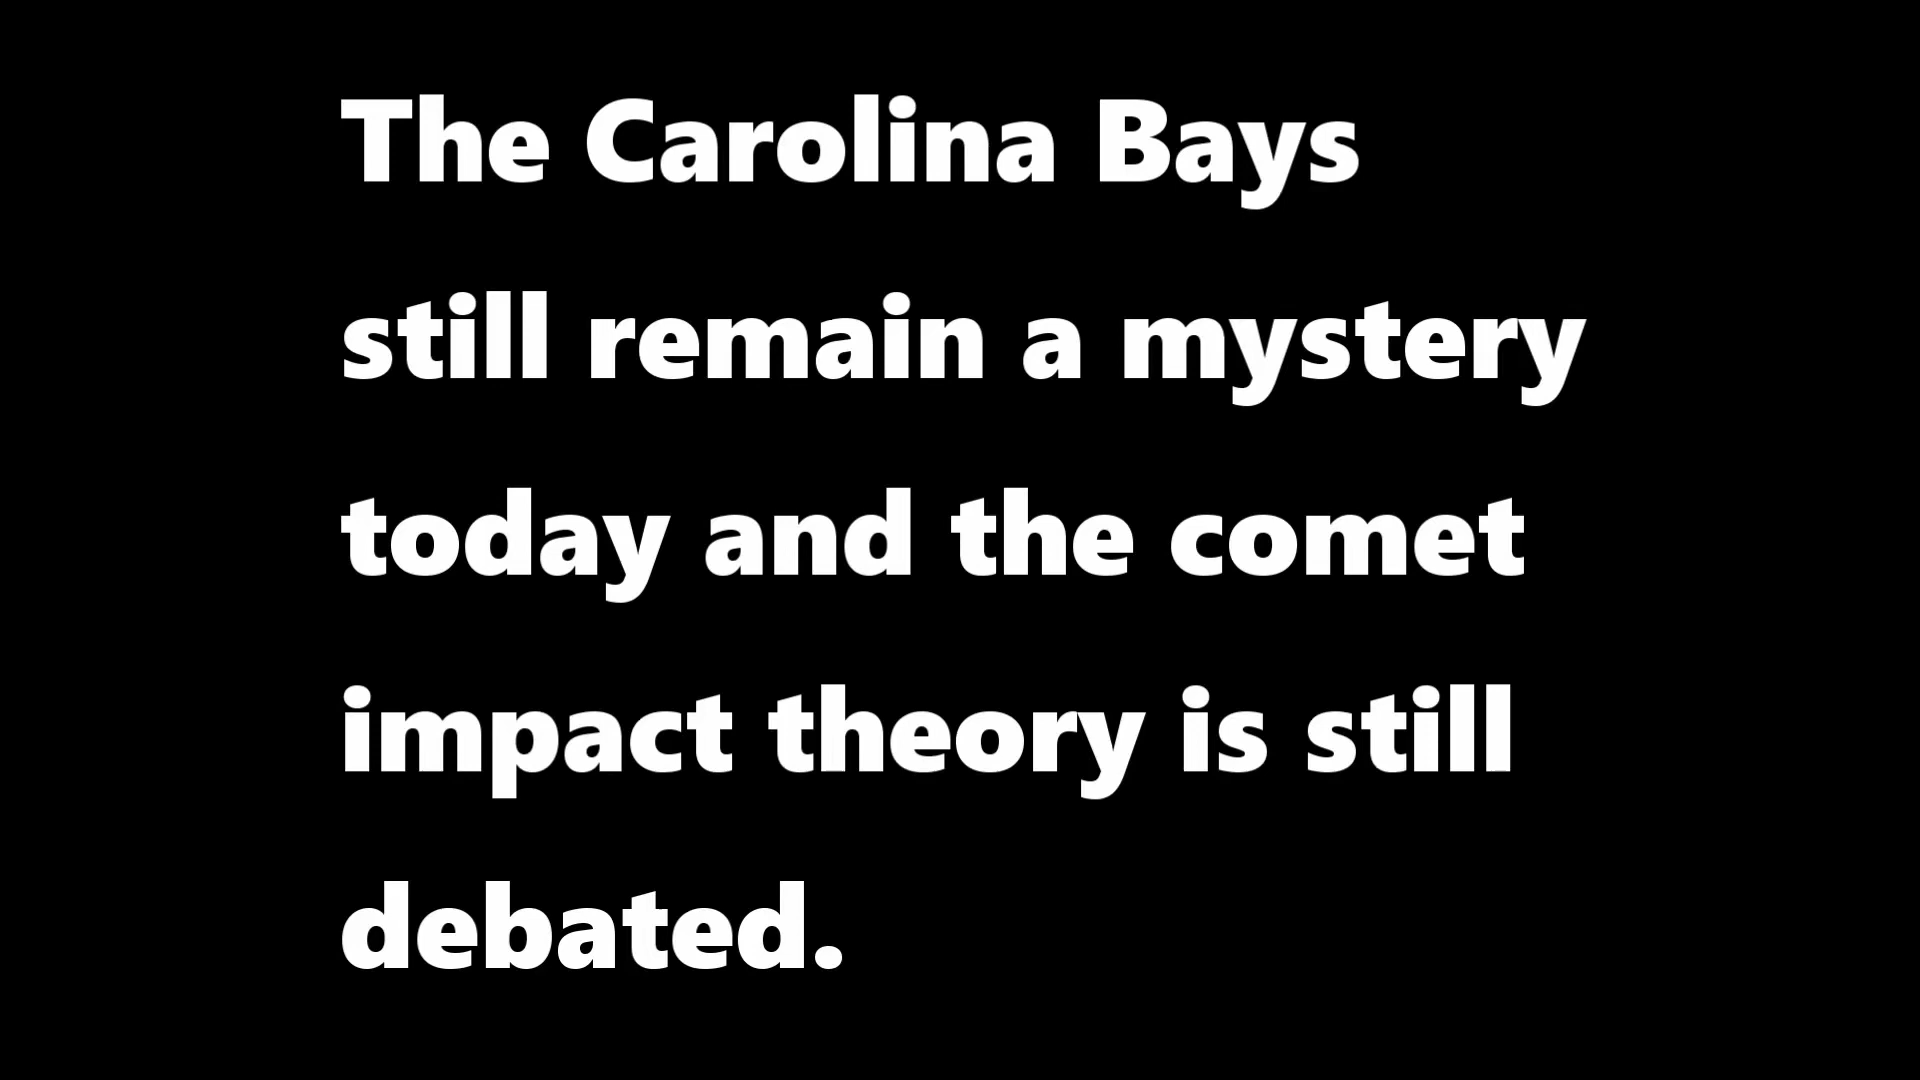 The Carolina Bays
still remain a mystery
today and the comet
impact theory is still
debated.